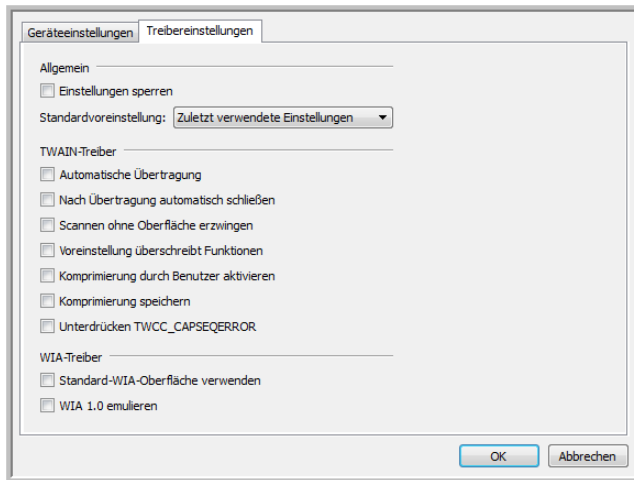 Geräteeinstellungen Treibereinstellungen
Allgemein
Einstellungen sperren
Standardvoreinstellung: Zuletzt verwendete Einstellungen
TWAIN-Treiber
Automatische Übertragung
Nach Übertragung automatisch schließen
Scannen ohne Oberfläche erzwingen
Voreinstellung überschreibt Funktionen
Komprimierung durch Benutzer aktivieren
Komprimierung speichern
Unterdrücken TWCC_CAPSEQERROR
WIA-Treiber
Standard-WIA-Oberfläche verwenden
WIA 1.0 emulieren
OK Abbrechen